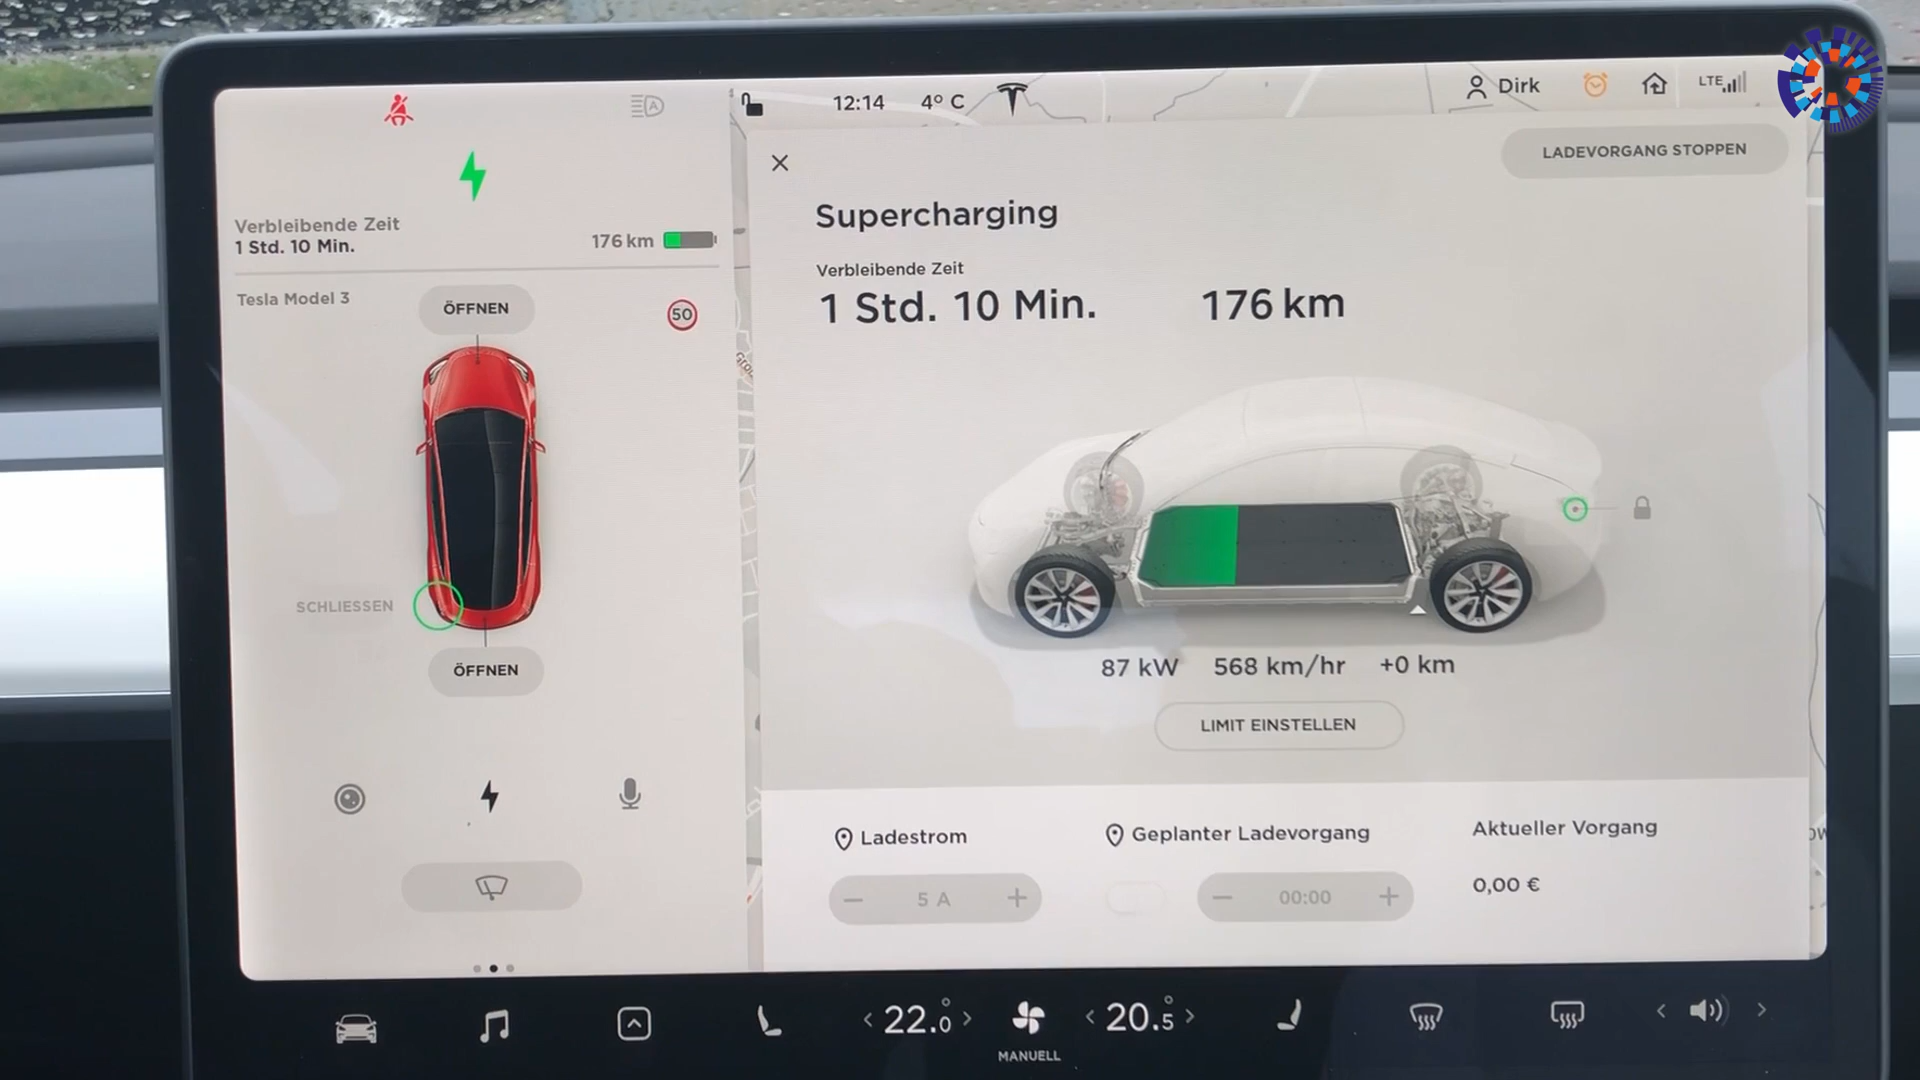 12:14
4° C
Dirk
LTE
LADEVORGANG STOPPEN
Verbleibende Zeit
1 Std. 10 Min.
176 km
Tesla Model 3
ÖFFNEN
50
SCHLIESSEN
ÖFFNEN
Supercharging
Verbleibende Zeit
1 Std. 10 Min.
176 km
87 kW 568 km/hr +0 km
LIMIT EINSTELLEN
Ladestrom
5 A
Geplanter Ladevorgang
00:00
Aktueller Vorgang
0,00 €
22.0°
MANUELL
20.5°